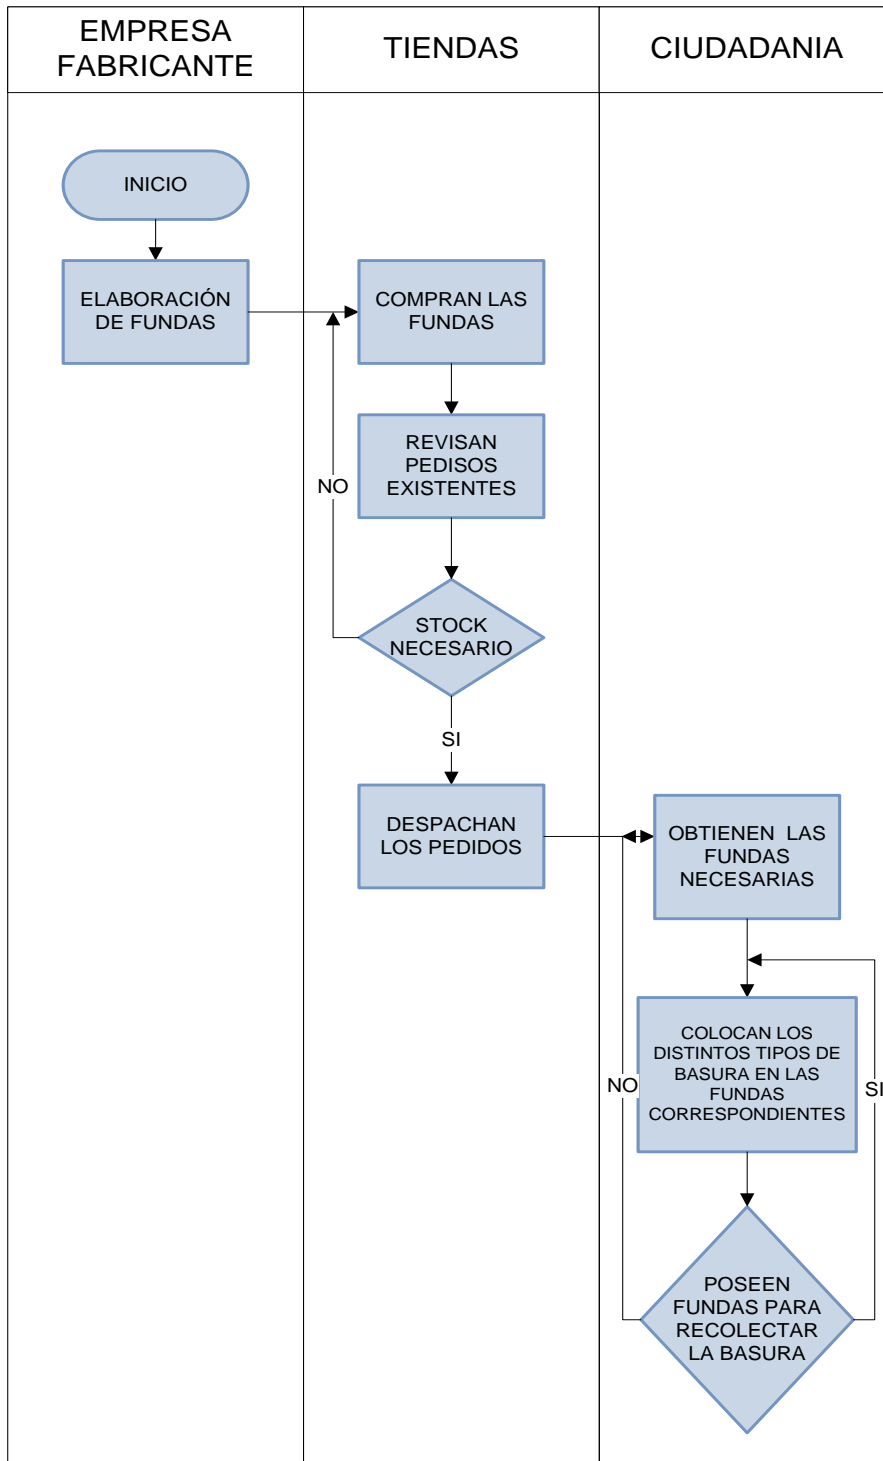 EMPRESA
FABRICANTE
TIENDAS
CIUDADANIA
INICIO
ELABORACIÓN
DE FUNDAS
COMPRAN LAS
FUNDAS
REVISAN
PEDISOS
EXISTENTES
NO
STOCK
NECESARIO
SI
DESPACHAN
LOS PEDIDOS
OBTIENEN LAS
FUNDAS
NECESARIAS
COLOCAN LOS
DISTINTOS TIPOS DE
BASURA EN LAS
FUNDAS
CORRESPONDIENTES
NO
SI
POSEEN
FUNDAS PARA
RECOLECTAR
LA BASURA